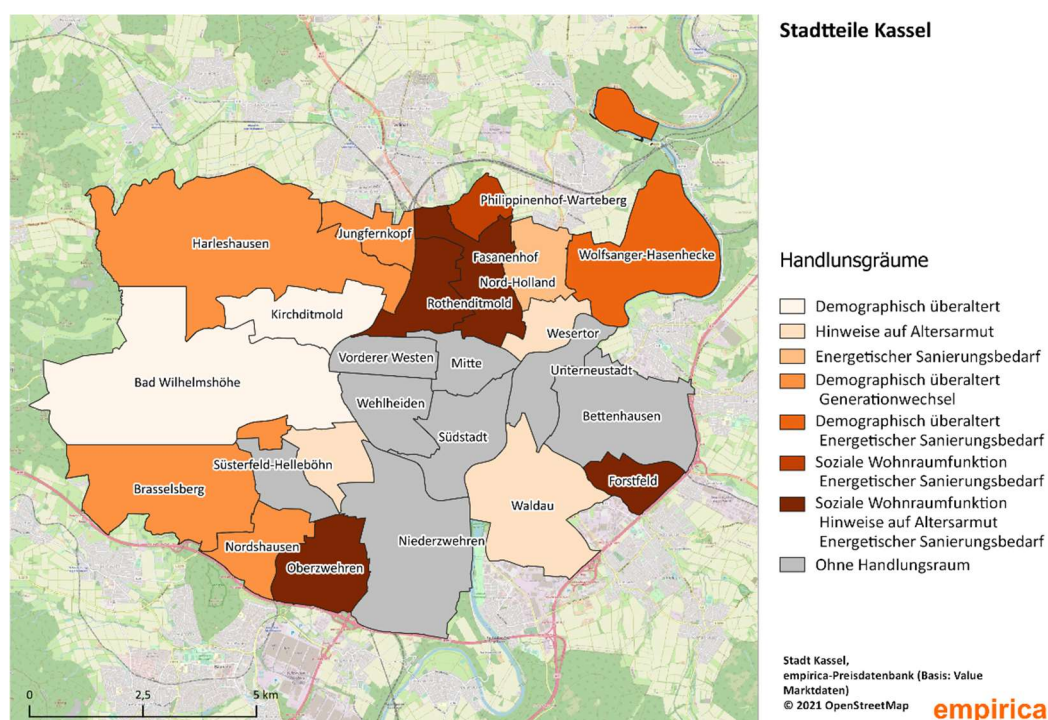 Stadtteile Kassel
Philippinenhof-Warteberg
Jungfernkopf
Harleshausen
Fasanenhof
Wolfsanger-Hasenhecke
Nord-Holland
Rothenditmold
Kirchditmold
Wesertor
Vorderer Westen
Mitte
Unterneustadt
Bad Wilhelmshöhe
Wehlheiden
Bettenhausen
Südstadt
Süsterfeld-Helleböhn
Forstfeld
Brasselsberg
Waldau
Niederzwehren
Nordshausen
Oberzwehren
0 2,5 5 km
Handlunsgräume
Demographisch überaltert
Hinweise auf Altersarmut
Energetischer Sanierungsbedarf
Demographisch überaltert
Generationwechsel
Demographisch überaltert
Energetischer Sanierungsbedarf
Soziale Wohnraumfunktion
Energetischer Sanierungsbedarf
Soziale Wohnraumfunktion
Hinweise auf Altersarmut
Energetischer Sanierungsbedarf
Ohne Handlungsraum
Stadt Kassel,
empirica-Preisdatenbank (Basis: Value
Marktdaten)
© 2021 OpenStreetMap
empirica